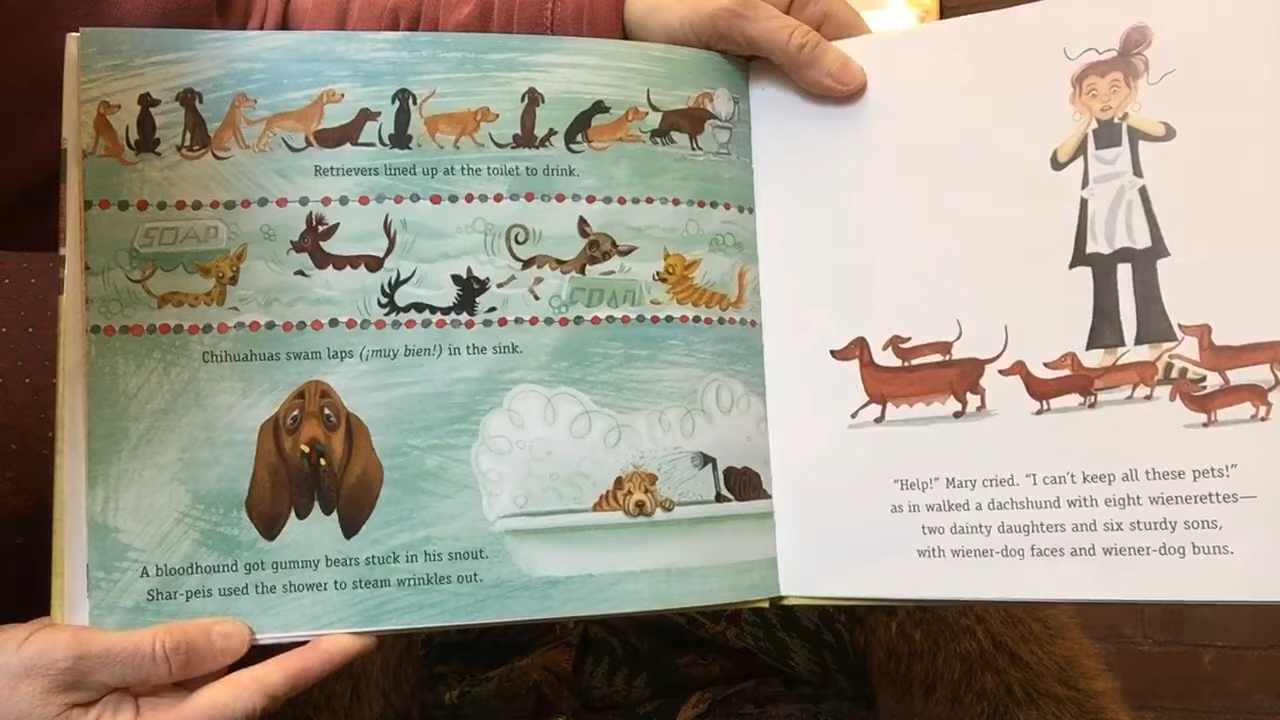 Retrievers lined up at the toilet to drink.
SOAP
SOAP
Chihuahuas swam laps (¡muy bien!) in the sink.
A bloodhound got gummy bears stuck in his snout.
Shar-peis used the shower to steam wrinkles out.
“Help!” Mary cried. “I can’t keep all these pets!”
as in walked a dachshund with eight wienerettes—
two dainty daughters and six sturdy sons,
with wiener-dog faces and wiener-dog buns.